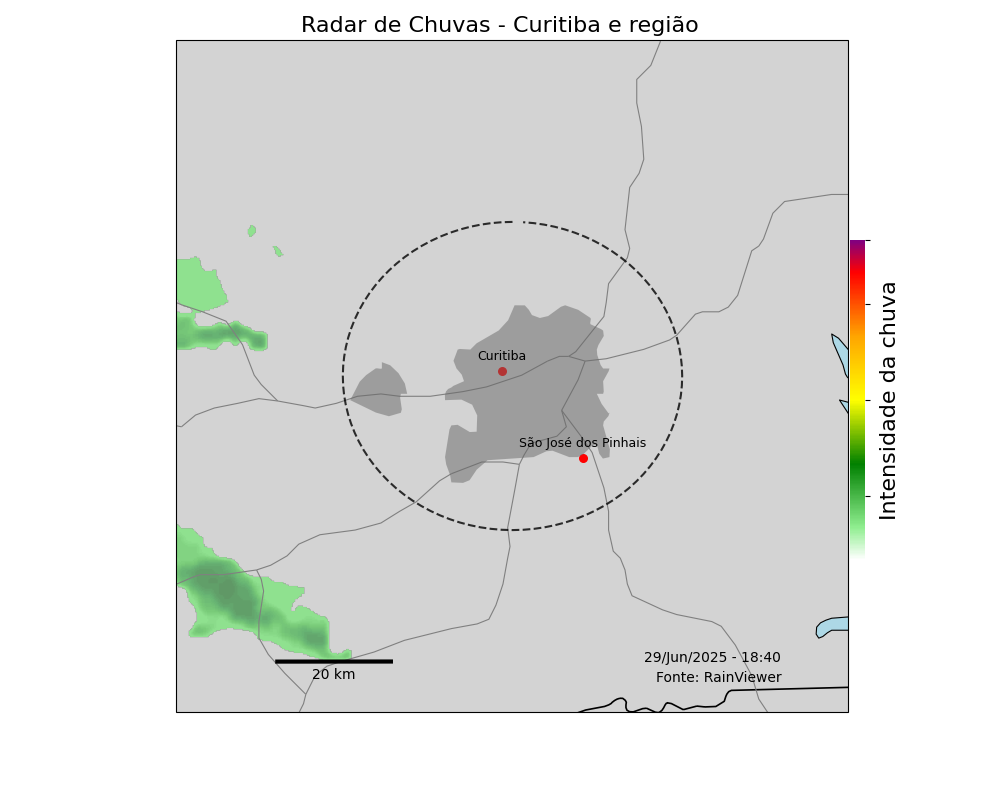 Radar de Chuvas - Curitiba e região
Curitiba
São José dos Pinhais
Intensidade da chuva
29/Jun/2025 - 18:40
Fonte: RainViewer
20 km